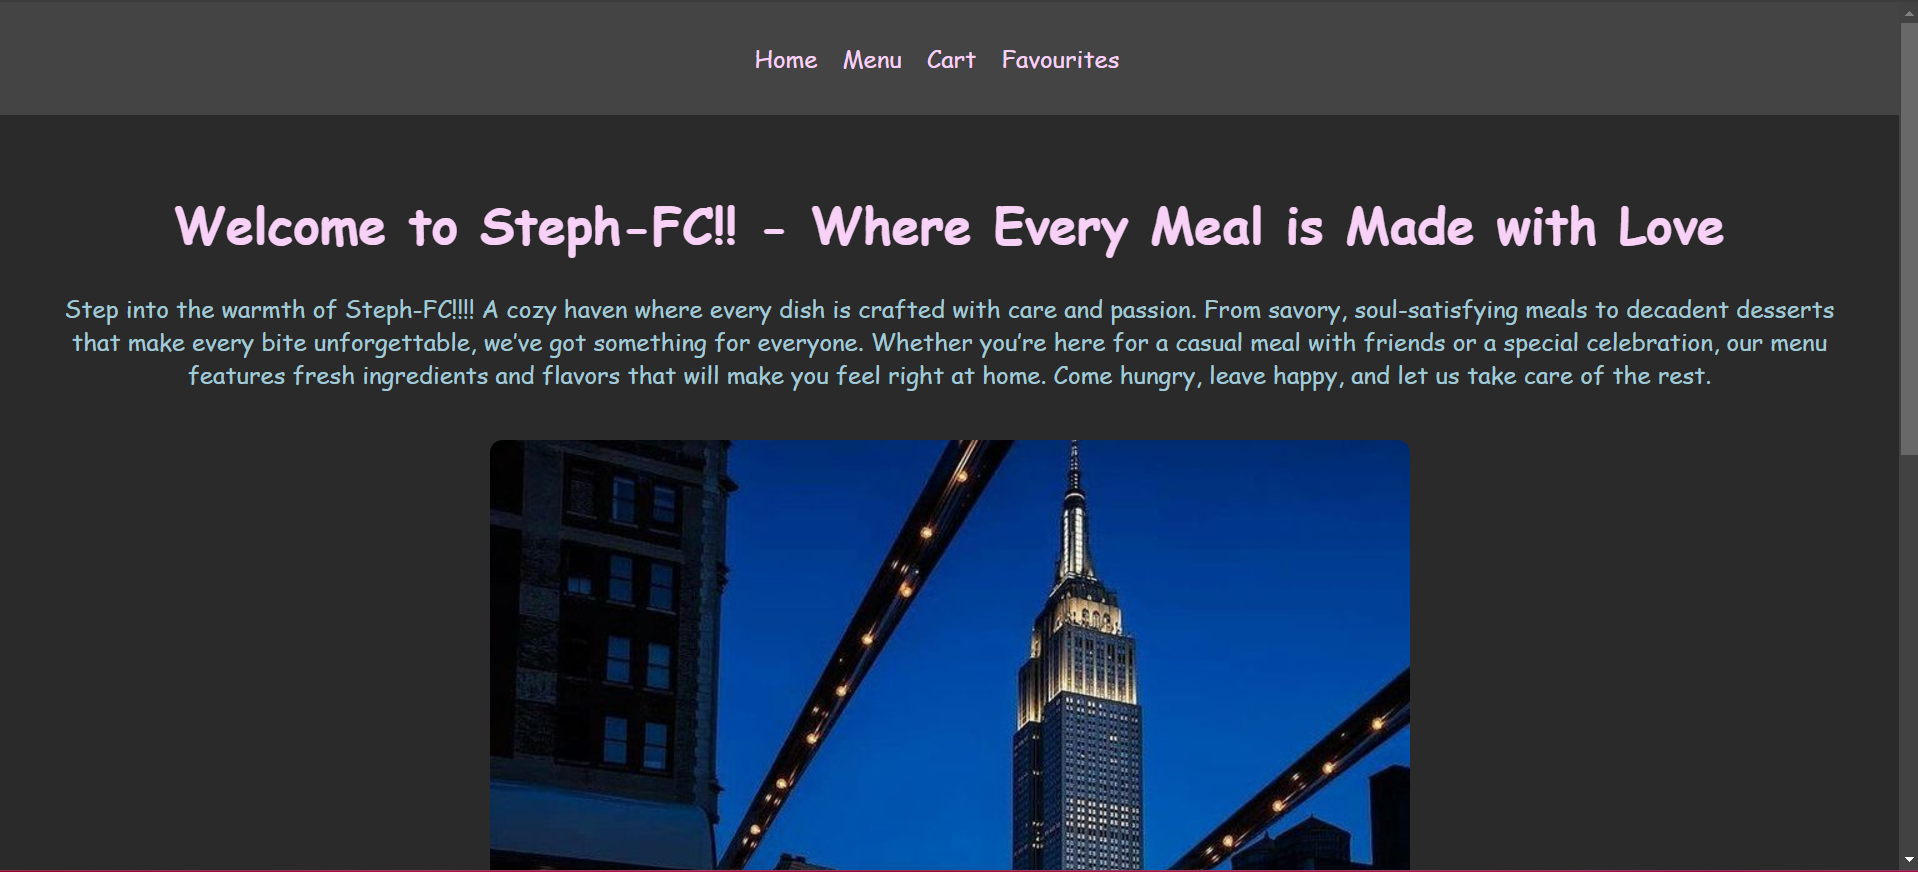 Home Menu Cart Favourites
Welcome to Steph-FC!! - Where Every Meal is Made with Love
Step into the warmth of Steph-FC!!!! A cozy haven where every dish is crafted with care and passion. From savory, soul-satisfying meals to decadent desserts
that make every bite unforgettable, we've got something for everyone. Whether you're here for a casual meal with friends or a special celebration, our menu
features fresh ingredients and flavors that will make you feel right at home. Come hungry, leave happy, and let us take care of the rest.